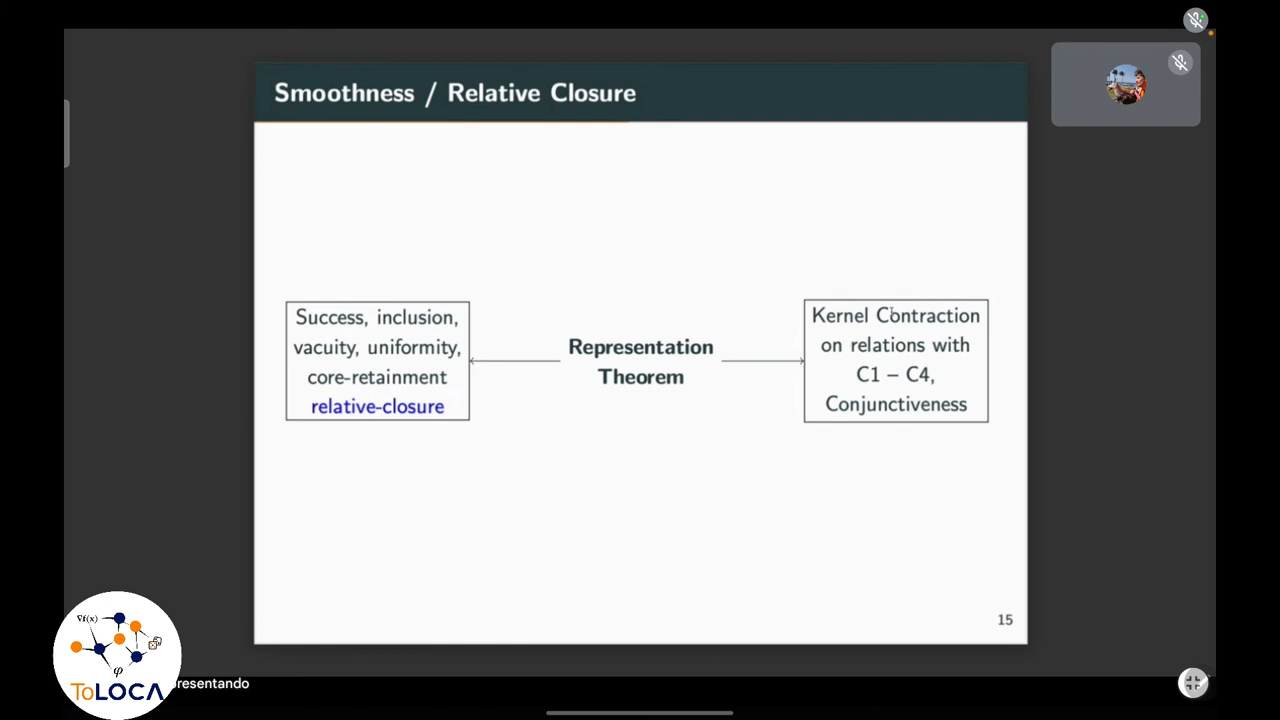 Smoothness / Relative Closure
Success, inclusion,
vacuity, uniformity,
core-retainment
relative-closure
Representation
Theorem
Kernel Contraction
on relations with
C1 – C4,
Conjunctiveness
15
∇f(x)
φ
ToLOCA
presentando